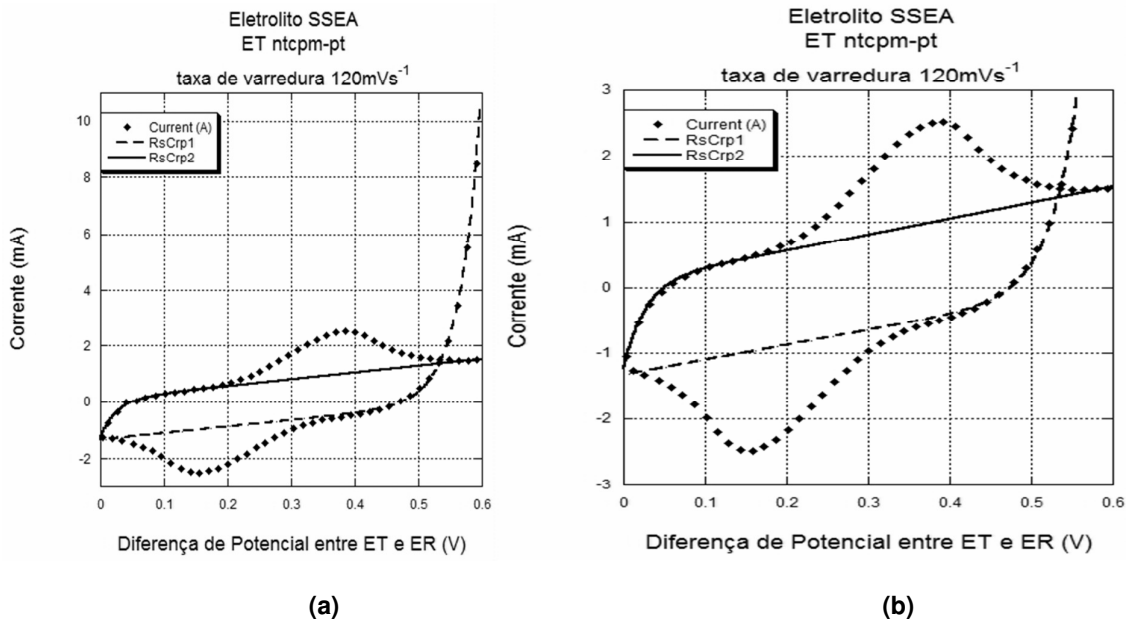 Eletrolito SSEA
ET ntcpm-pt
taxa de varredura 120mVs⁻¹
Current (A)
RsCrp1
RsCrp2
10
8
6
4
2
0
-2
0
0.1
0.2
0.3
0.4
0.5
0.6
Corrente (mA)
Diferença de Potencial entre ET e ER (V)
(a)
Eletrolito SSEA
ET ntcpm-pt
taxa de varredura 120mVs⁻¹
Current (A)
RsCrp1
RsCrp2
3
2
1
0
-1
-2
-3
0
0.1
0.2
0.3
0.4
0.5
0.6
Corrente (mA)
Diferença de Potencial entre ET e ER (V)
(b)